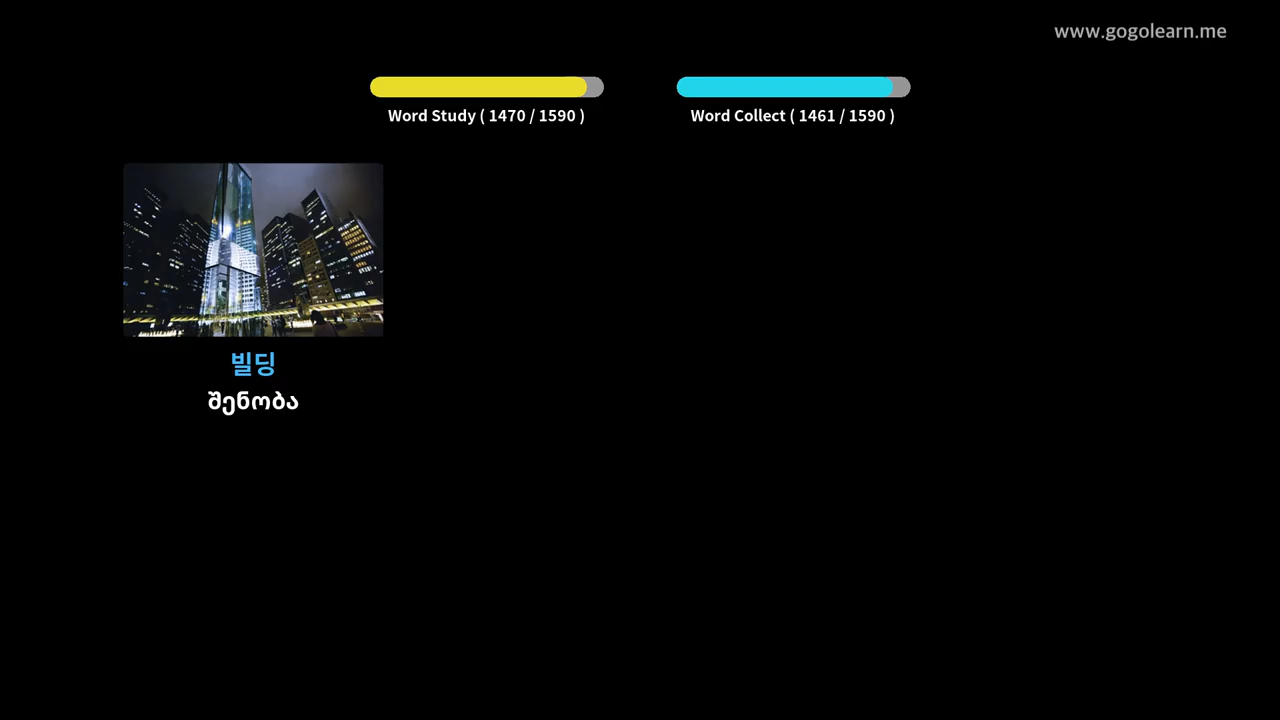 www.gogolearn.me
Word Study ( 1470 / 1590 )
Word Collect ( 1461 / 1590 )
빌딩
შენობა